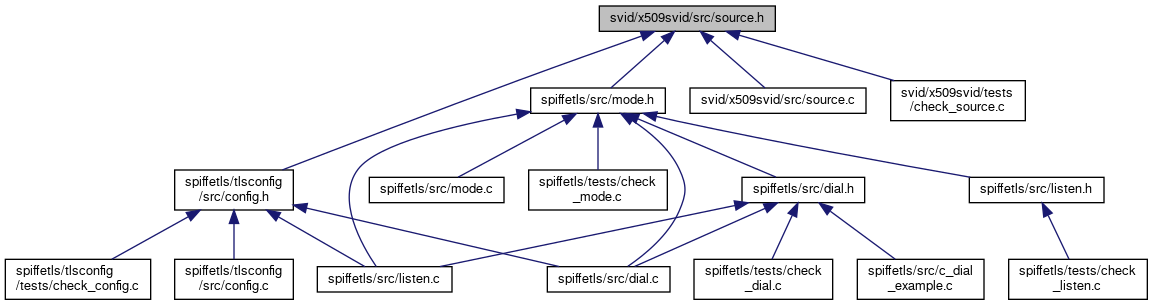 svid/x509svid/src/source.h
spiffetls/src/mode.h
svid/x509svid/src/source.c
svid/x509svid/tests
/check_source.c
spiffetls/tlsconfig
/src/config.h
spiffetls/src/mode.c
spiffetls/tests/check
_mode.c
spiffetls/src/dial.h
spiffetls/src/listen.h
spiffetls/tlsconfig
/tests/check_config.c
spiffetls/tlsconfig
/src/config.c
spiffetls/src/listen.c
spiffetls/src/dial.c
spiffetls/tests/check
_dial.c
spiffetls/src/c_dial
_example.c
spiffetls/tests/check
_listen.c